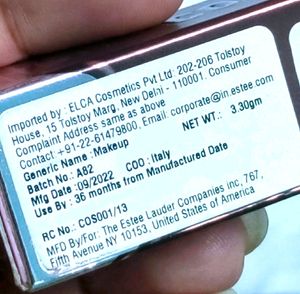 Imported by : ELCA Cosmetics Pvt Ltd 202-206 Tolstoy
House, 15 Tolstoy Marg, New Delhi - 110001. Consumer
Complaint Address same as above
Contact +91-22-61479800, Email: corporate@in.estee.com
Generic Name : Makeup NET WT.: 3.30gm
Batch No. : A82
Mfg Date : 09/2022 COO : Italy
Use By : 36 months from Manufactured Date
RC No.: COS001/13
MFD By/For: The Estee Lauder Companies Inc, 767,
Fifth Avenue NY 10153, United States of America